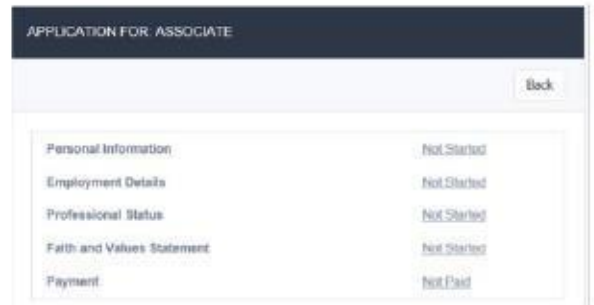 APPLICATION FOR: ASSOCIATE
Back
Personal Information Not Started
Employment Details Not Started
Professional Status Not Started
Faith and Values Statement Not Started
Payment Not Paid